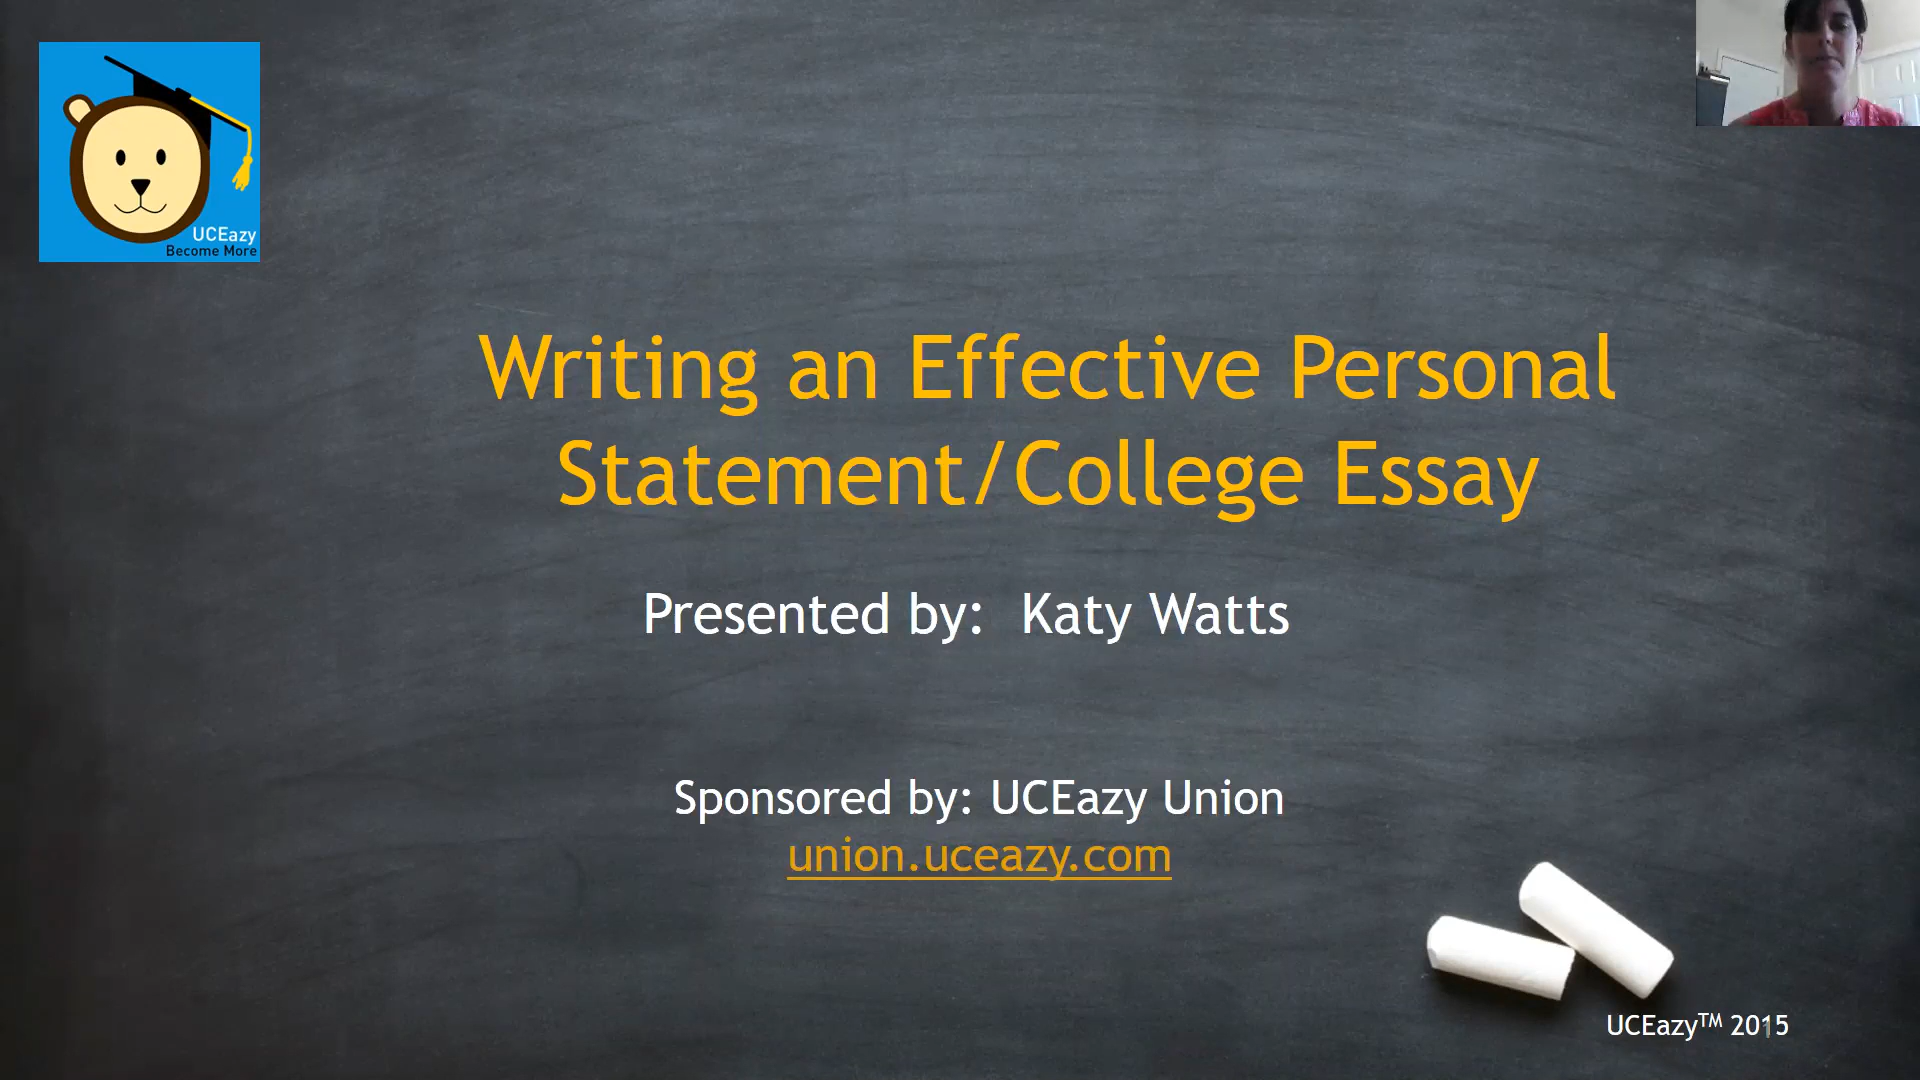 UCEazy
Become More
Writing an Effective Personal
Statement/College Essay
Presented by: Katy Watts
Sponsored by: UCEazy Union
union.uceazy.com
UCEazy™ 2015